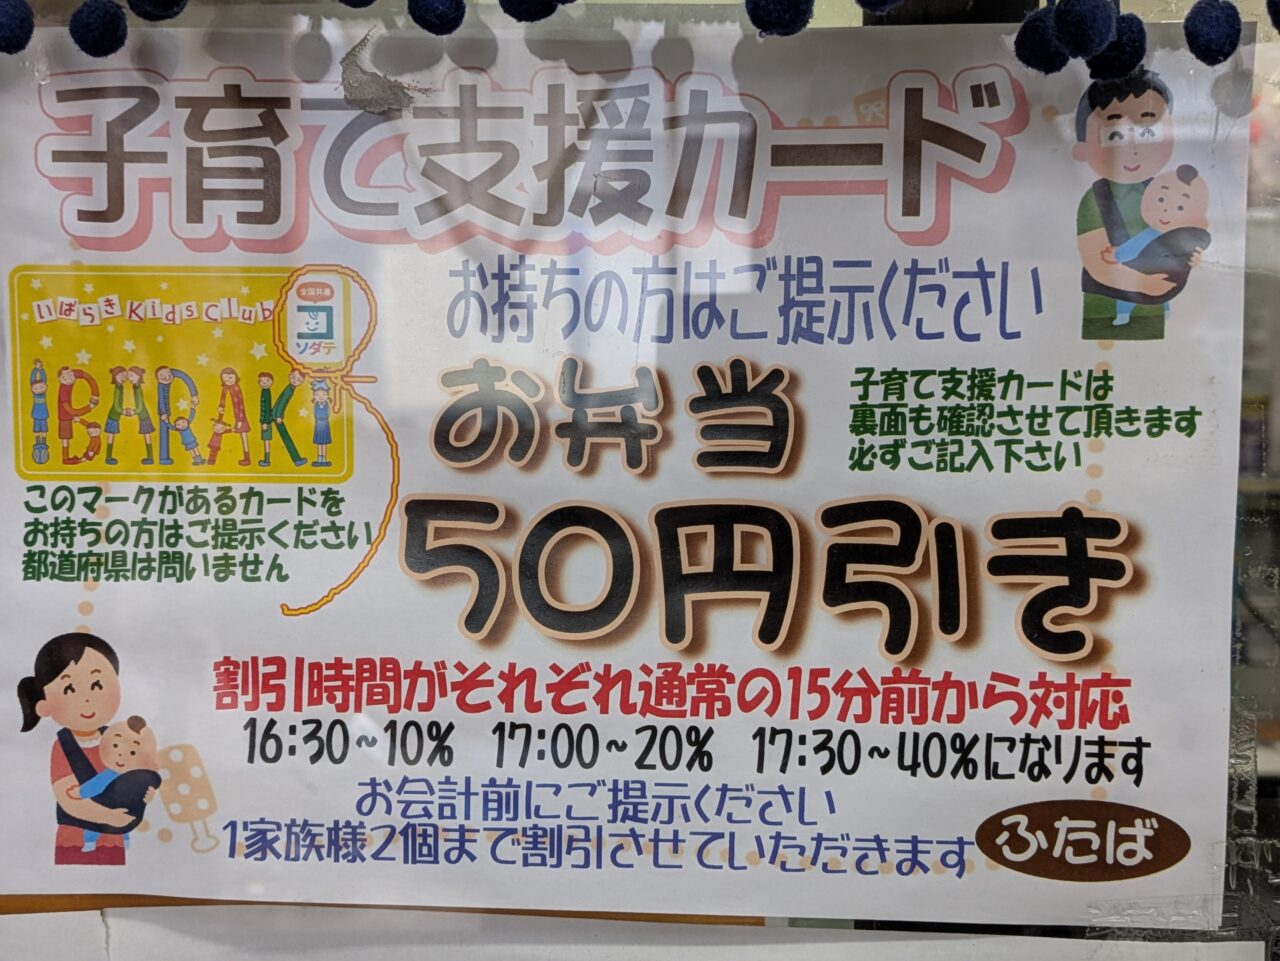 子育て支援カード
お持ちの方はご提示ください
いばらきKidsClub
全国共通
コ
ソダテ
IBARAKI
このマークがあるカードを
お持ちの方はご提示ください
都道府県は問いません
お弁当
50円引き
子育て支援カードは
裏面も確認させて頂きます
必ずご記入下さい
割引時間がそれぞれ通常の15分前から対応
16:30~10% 17:00~20% 17:30~40%になります
お会計前にご提示ください
1家族様2個まで割引させていただきます
ふたば